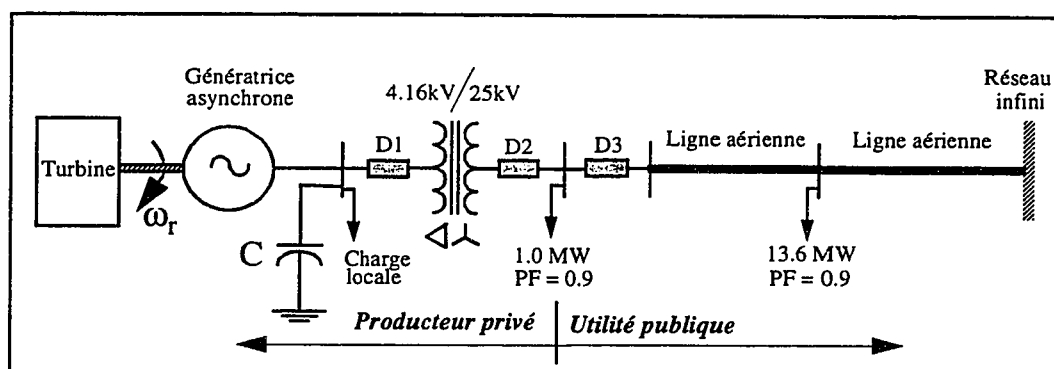 Génératrice
asynchrone
4.16kV/25kV
Réseau
infini
Turbine
D1
D2
D3
Ligne aérienne
Ligne aérienne
ωr
C
Charge
locale
1.0 MW
PF = 0.9
13.6 MW
PF = 0.9
Producteur privé
Utilité publique